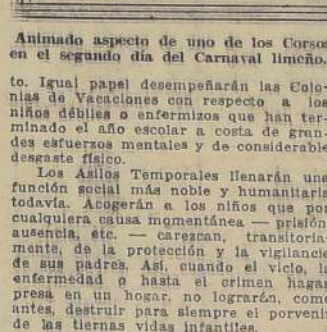 Animado aspecto de uno de los Corsos
en el segundo día del Carnaval limeño.
to. Igual papel desempeñarán las Colo-
nias de Vacaciones con respecto a los
niños débiles o enfermizos que han ter-
minado el año escolar a costa de gran-
des esfuerzos mentales y de considerable
desgaste físico.
Los Asilos Temporales llenarán una
función social más noble y humanitaria
todavía. Acogerán a los niños que por
cualquiera causa momentánea — prisión,
ausencia, etc. — carezcan, transitoria-
mente, de la protección y la vigilancia
de sus padres. Así, cuando el vicio, la
enfermedad o hasta el crimen hagan
presa en un hogar, no lograrán, como
antes, destruir para siempre el porvenir
de las tiernas vidas infantiles.